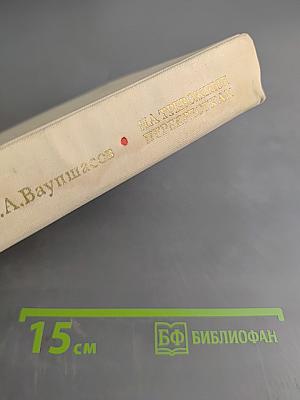 .А.Ваупшасов
НА ТРЕВОЖНЫХ
ПЕРЕКРЕСТКАХ
15 см
БФ БИБЛИОФАН